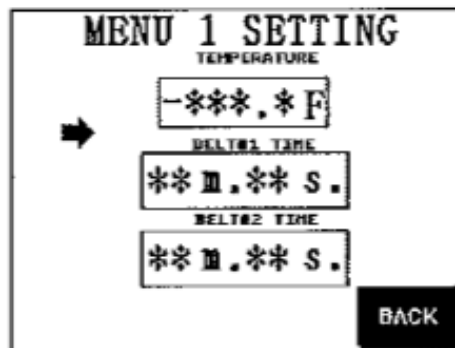 MENU 1 SETTING
TEMPERATURE
-***.* F
BELT#1 TIME
** m.** s.
BELT#2 TIME
** m.** s.
BACK